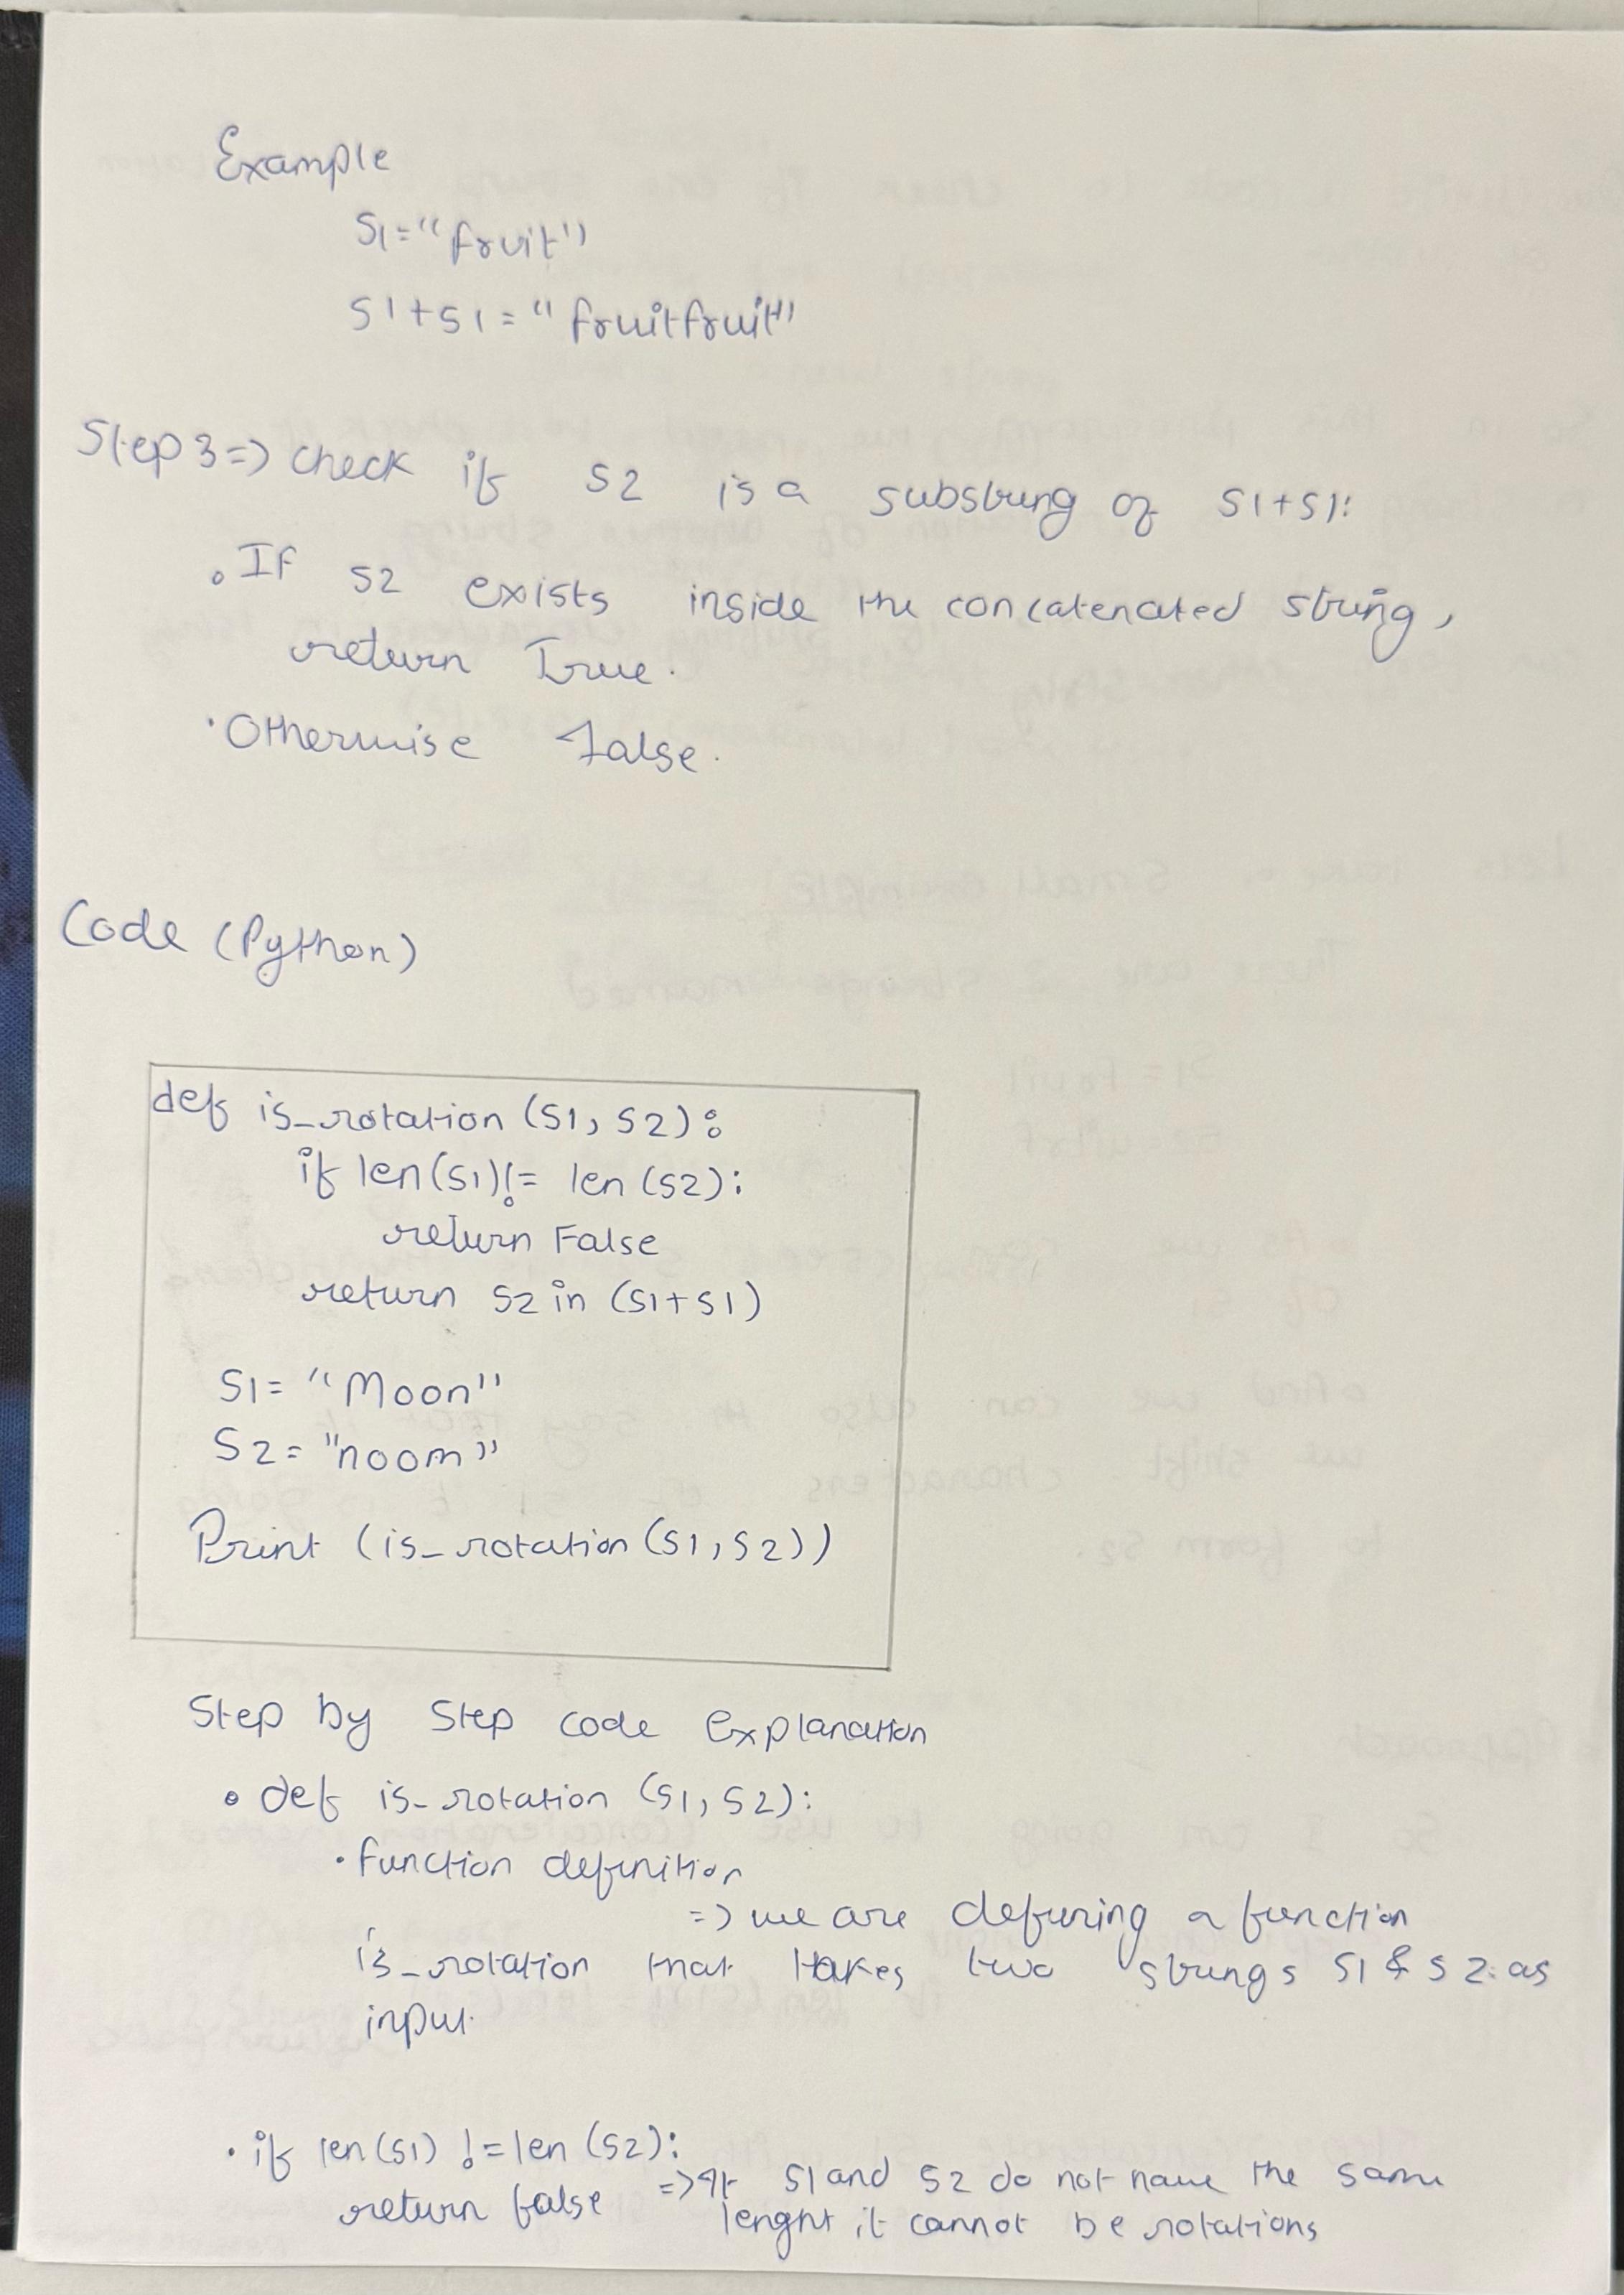 Example
S1="fruit"
S1+S1="fruitfruit"
Step 3=> check if S2 is a substring of S1+S1:
• If S2 exists inside the concatenated string,
return True.
• Otherwise false.
Code (Python)
def is_rotation (S1, S2):
if len(S1)!= len (S2):
return False
return S2 in (S1+S1)
S1= "Moon"
S2= "noom"
Print (is_rotation (S1, S2))
Step by Step code Explanation
• def is_rotation (S1, S2):
• function definition
=> we are defining a function
is_rotation that takes two strings S1 & S2 as
input.
• if len(S1) != len (S2):
return false => If S1 and S2 do not have the same
lenght it cannot be rotations